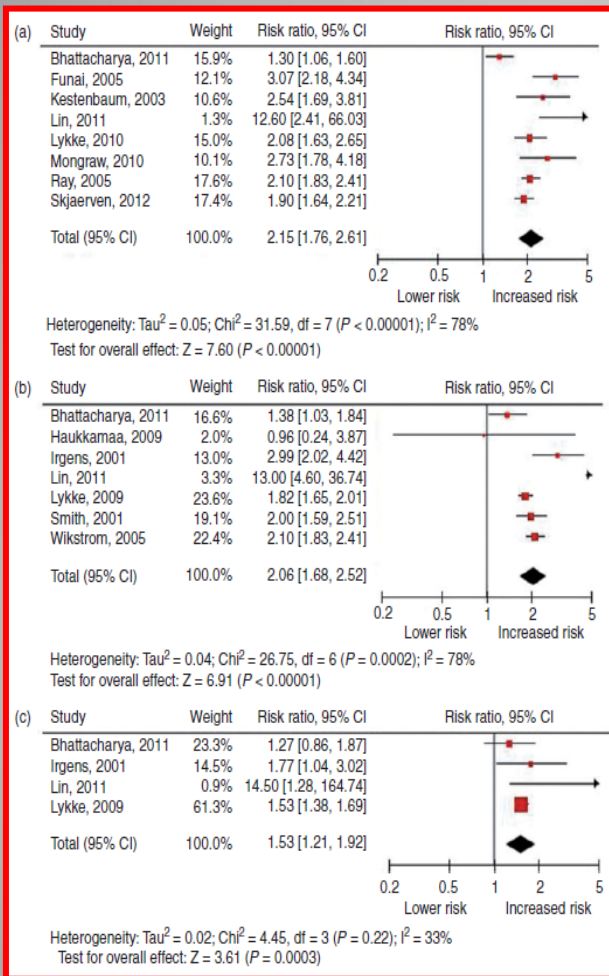 (a) Study Weight Risk ratio, 95% CI Risk ratio, 95% CI
Bhattacharya, 2011 15.9% 1.30 [1.06, 1.60]
Funai, 2005 12.1% 3.07 [2.18, 4.34]
Kestenbaum, 2003 10.6% 2.54 [1.69, 3.81]
Lin, 2011 1.3% 12.60 [2.41, 66.03]
Lykke, 2010 15.0% 2.08 [1.63, 2.65]
Mongraw, 2010 10.1% 2.73 [1.78, 4.18]
Ray, 2005 17.6% 2.10 [1.83, 2.41]
Skjaerven, 2012 17.4% 1.90 [1.64, 2.21]
Total (95% CI) 100.0% 2.15 [1.76, 2.61]
0.2 0.5 1 2 5
Lower risk Increased risk
Heterogeneity: Tau² = 0.05; Chi² = 31.59, df = 7 (P < 0.00001); I² = 78%
Test for overall effect: Z = 7.60 (P < 0.00001)
(b) Study Weight Risk ratio, 95% CI Risk ratio, 95% CI
Bhattacharya, 2011 16.6% 1.38 [1.03, 1.84]
Haukkamaa, 2009 2.0% 0.96 [0.24, 3.87]
Irgens, 2001 13.0% 2.99 [2.02, 4.42]
Lin, 2011 3.3% 13.00 [4.60, 36.74]
Lykke, 2009 23.6% 1.82 [1.65, 2.01]
Smith, 2001 19.1% 2.00 [1.59, 2.51]
Wikstrom, 2005 22.4% 2.10 [1.83, 2.41]
Total (95% CI) 100.0% 2.06 [1.68, 2.52]
0.2 0.5 1 2 5
Lower risk Increased risk
Heterogeneity: Tau² = 0.04; Chi² = 26.75, df = 6 (P = 0.0002); I² = 78%
Test for overall effect: Z = 6.91 (P < 0.00001)
(c) Study Weight Risk ratio, 95% CI Risk ratio, 95% CI
Bhattacharya, 2011 23.3% 1.27 [0.86, 1.87]
Irgens, 2001 14.5% 1.77 [1.04, 3.02]
Lin, 2011 0.9% 14.50 [1.28, 164.74]
Lykke, 2009 61.3% 1.53 [1.38, 1.69]
Total (95% CI) 100.0% 1.53 [1.21, 1.92]
0.2 0.5 1 2 5
Lower risk Increased risk
Heterogeneity: Tau² = 0.02; Chi² = 4.45, df = 3 (P = 0.22); I² = 33%
Test for overall effect: Z = 3.61 (P = 0.0003)